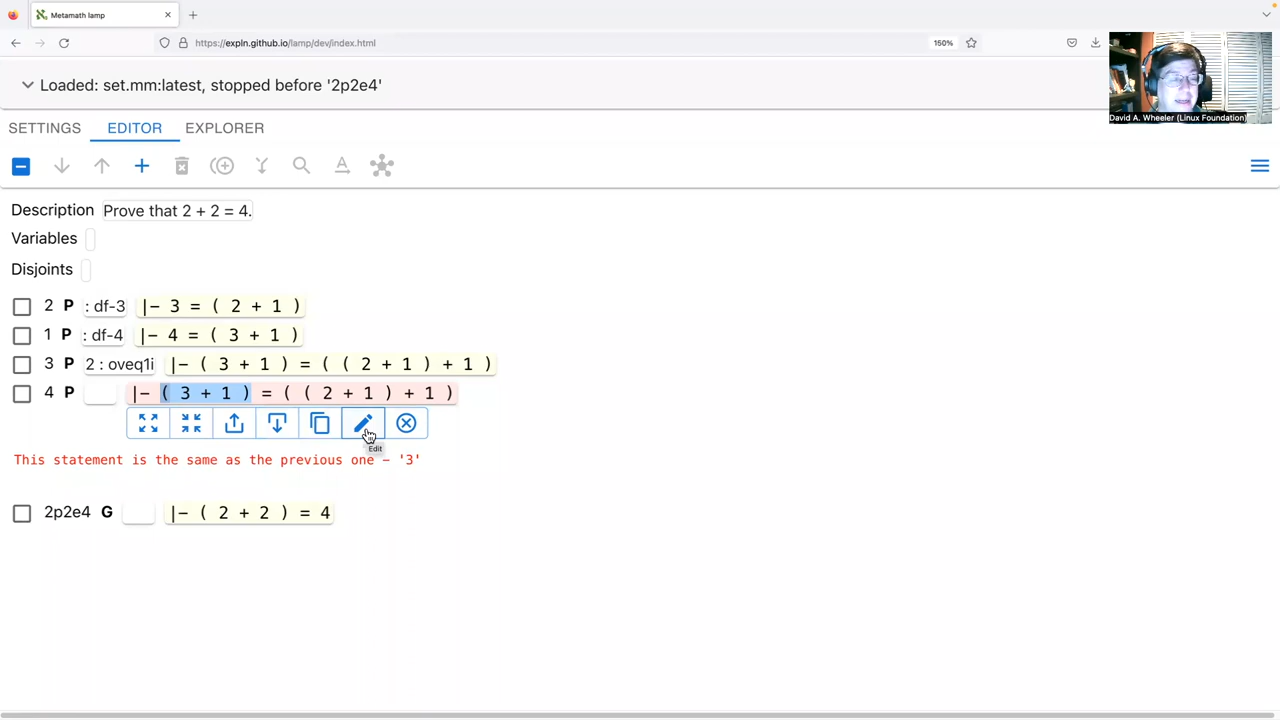 Metamath lamp
https://expln.github.io/lamp/dev/index.html
150%
Loaded: set.mm:latest, stopped before '2p2e4'
David A. Wheeler (Linux Foundation)
SETTINGS EDITOR EXPLORER
Description Prove that 2 + 2 = 4.
Variables
Disjoints
2 P : df-3 |- 3 = ( 2 + 1 )
1 P : df-4 |- 4 = ( 3 + 1 )
3 P 2 : oveq1i |- ( 3 + 1 ) = ( ( 2 + 1 ) + 1 )
4 P |- ( 3 + 1 ) = ( ( 2 + 1 ) + 1 )
Edit
This statement is the same as the previous one - '3'
2p2e4 G |- ( 2 + 2 ) = 4